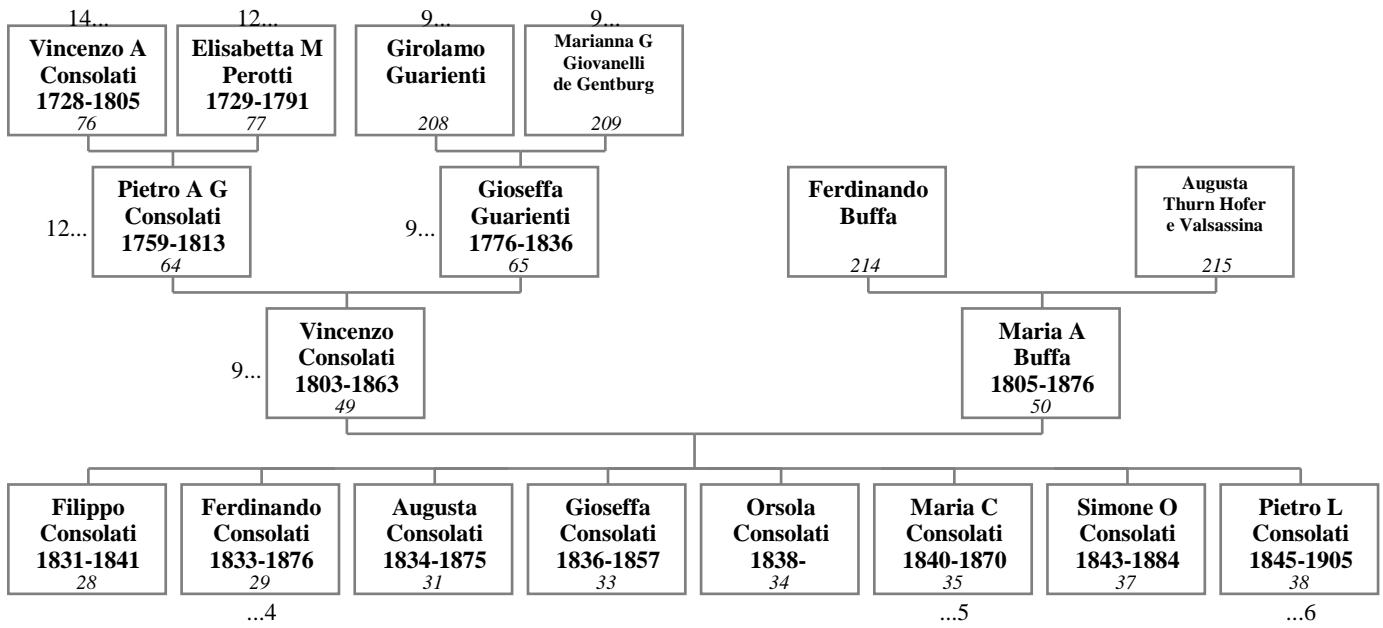 14...
12...
9...
9...
Vincenzo A
Consolati
1728-1805
76
Elisabetta M
Perotti
1729-1791
77
Girolamo
Guarienti
208
Marianna G
Giovanelli
de Gentburg
209
12...
Pietro A G
Consolati
1759-1813
64
9...
Gioseffa
Guarienti
1776-1836
65
Ferdinando
Buffa
214
Augusta
Thurn Hofer
e Valsassina
215
9...
Vincenzo
Consolati
1803-1863
49
Maria A
Buffa
1805-1876
50
Filippo
Consolati
1831-1841
28
Ferdinando
Consolati
1833-1876
29
...4
Augusta
Consolati
1834-1875
31
Gioseffa
Consolati
1836-1857
33
Orsola
Consolati
1838-
34
Maria C
Consolati
1840-1870
35
...5
Simone O
Consolati
1843-1884
37
Pietro L
Consolati
1845-1905
38
...6